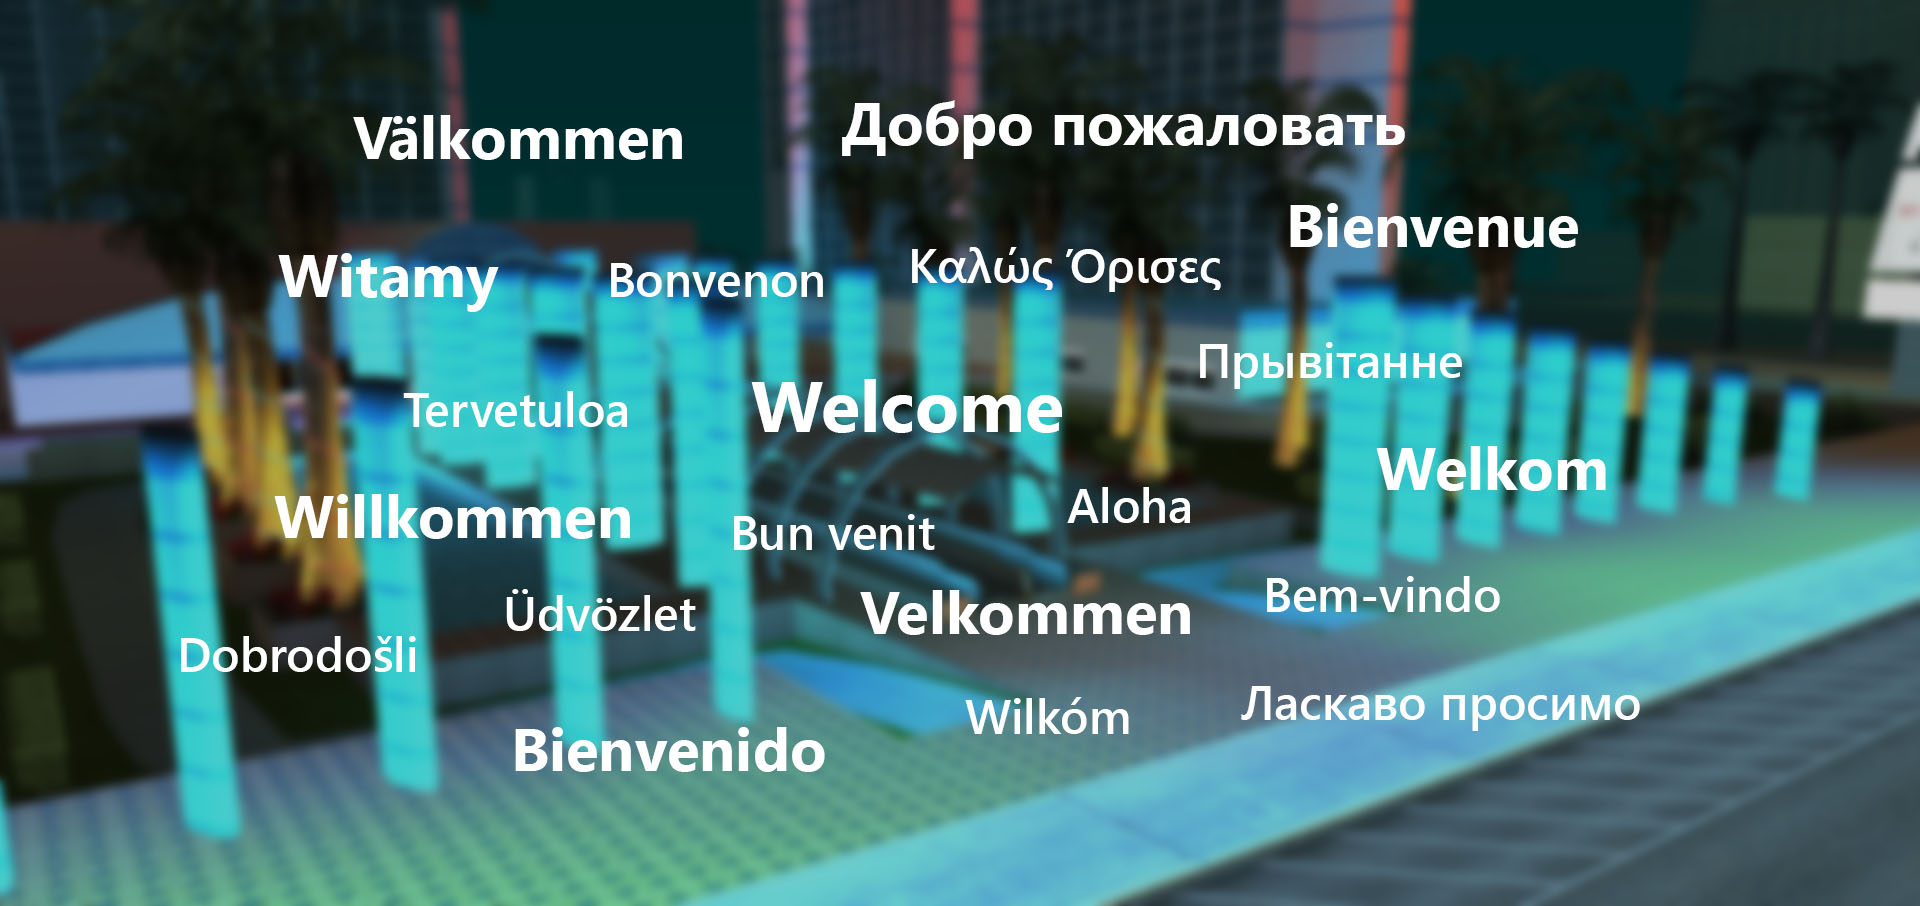 Välkommen
Добро пожаловать
Bienvenue
Witamy
Bonvenon
Καλώς Όρισες
Прывітанне
Tervetuloa
Welcome
Welkom
Willkommen
Bun venit
Aloha
Üdvözlet
Velkommen
Bem-vindo
Dobrodošli
Wilkóm
Ласкаво просимо
Bienvenido